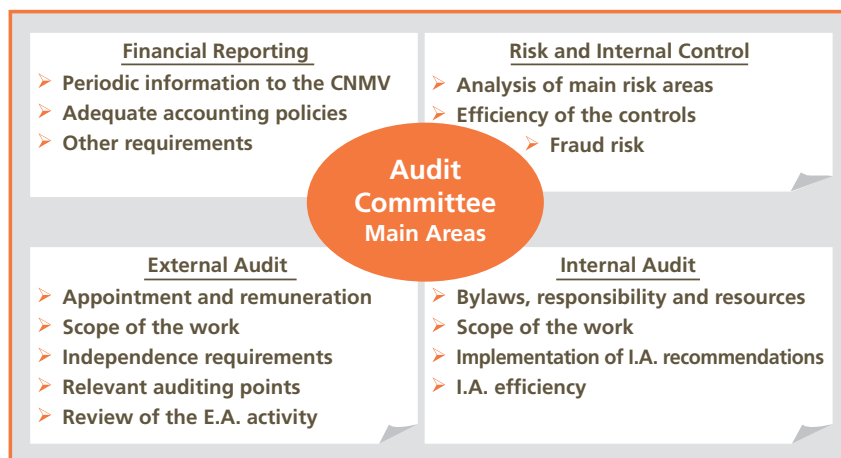 Financial Reporting
➢ Periodic information to the CNMV
➢ Adequate accounting policies
➢ Other requirements
Risk and Internal Control
➢ Analysis of main risk areas
➢ Efficiency of the controls
➢ Fraud risk
Audit
Committee
Main Areas
External Audit
➢ Appointment and remuneration
➢ Scope of the work
➢ Independence requirements
➢ Relevant auditing points
➢ Review of the E.A. activity
Internal Audit
➢ Bylaws, responsibility and resources
➢ Scope of the work
➢ Implementation of I.A. recommendations
➢ I.A. efficiency